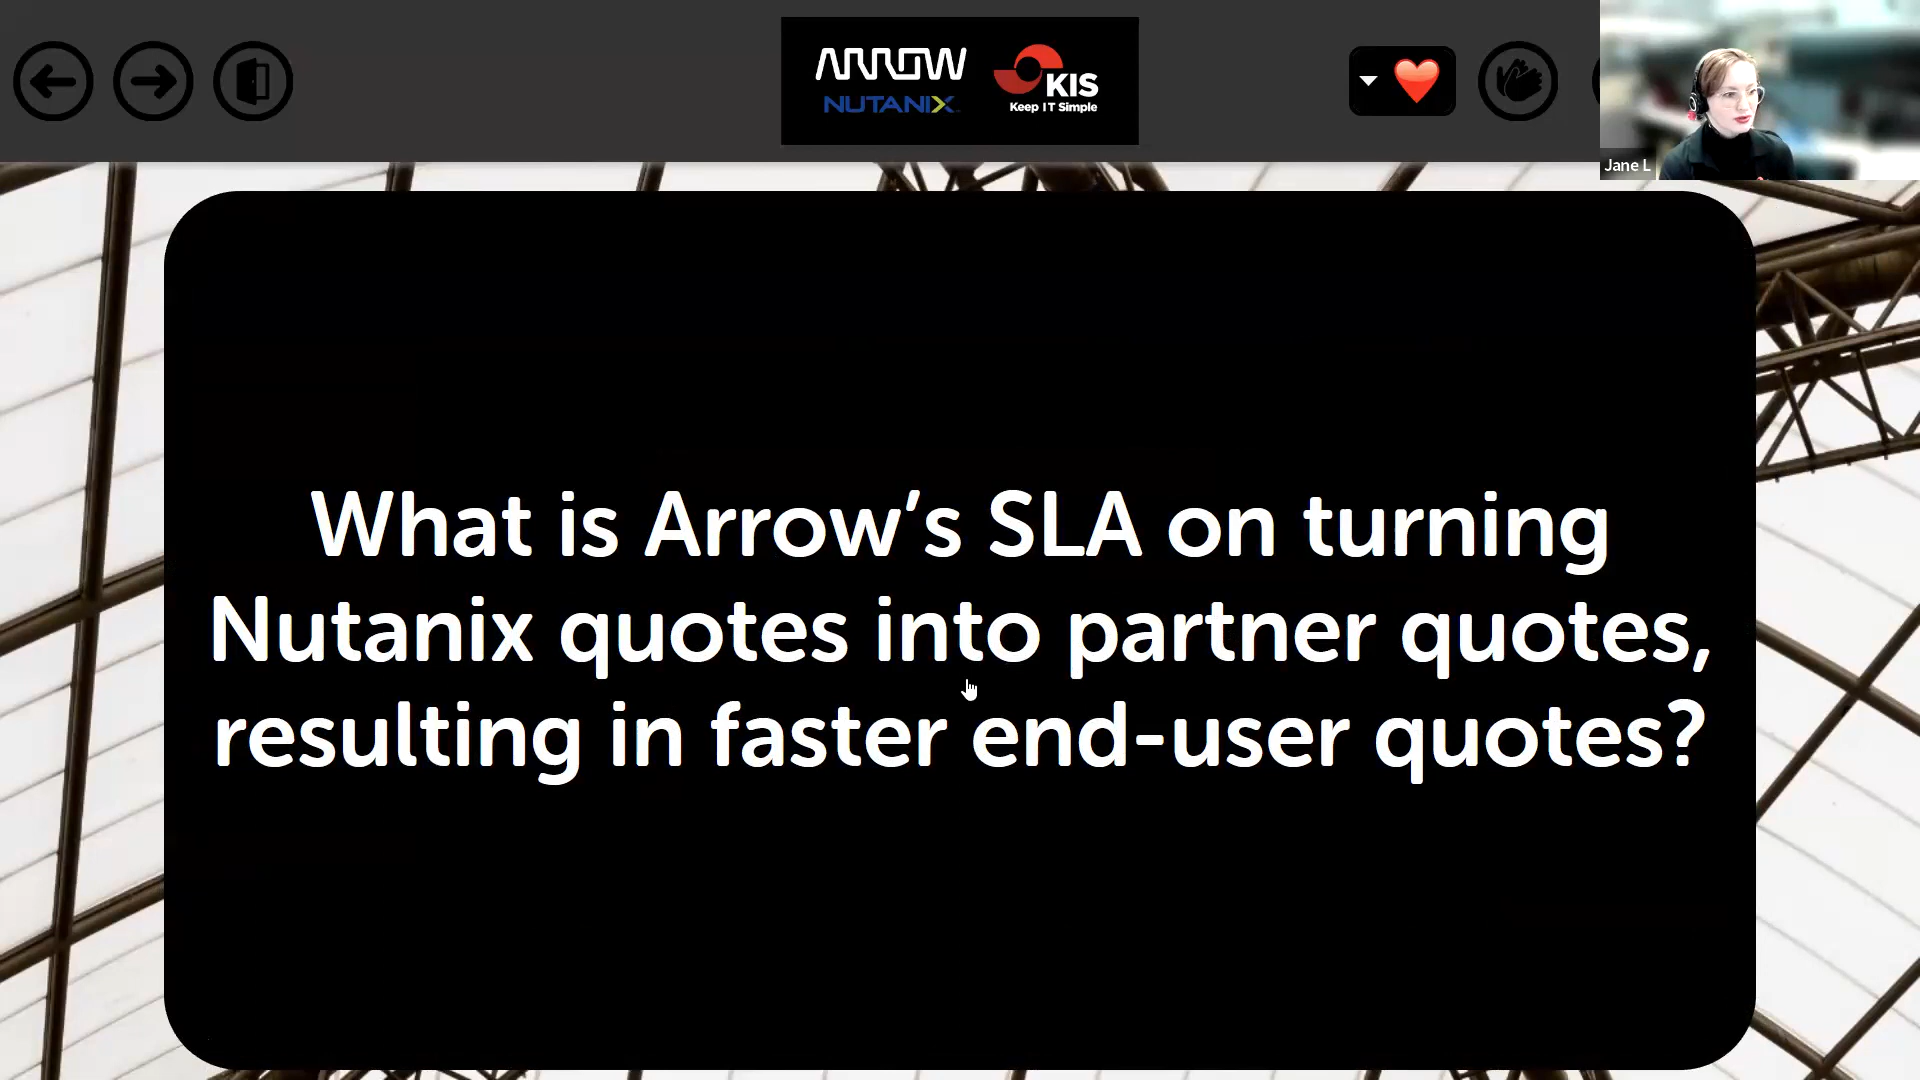 ARROW
NUTANIX
KIS
Keep IT Simple
Jane L
What is Arrow’s SLA on turning
Nutanix quotes into partner quotes,
resulting in faster end-user quotes?